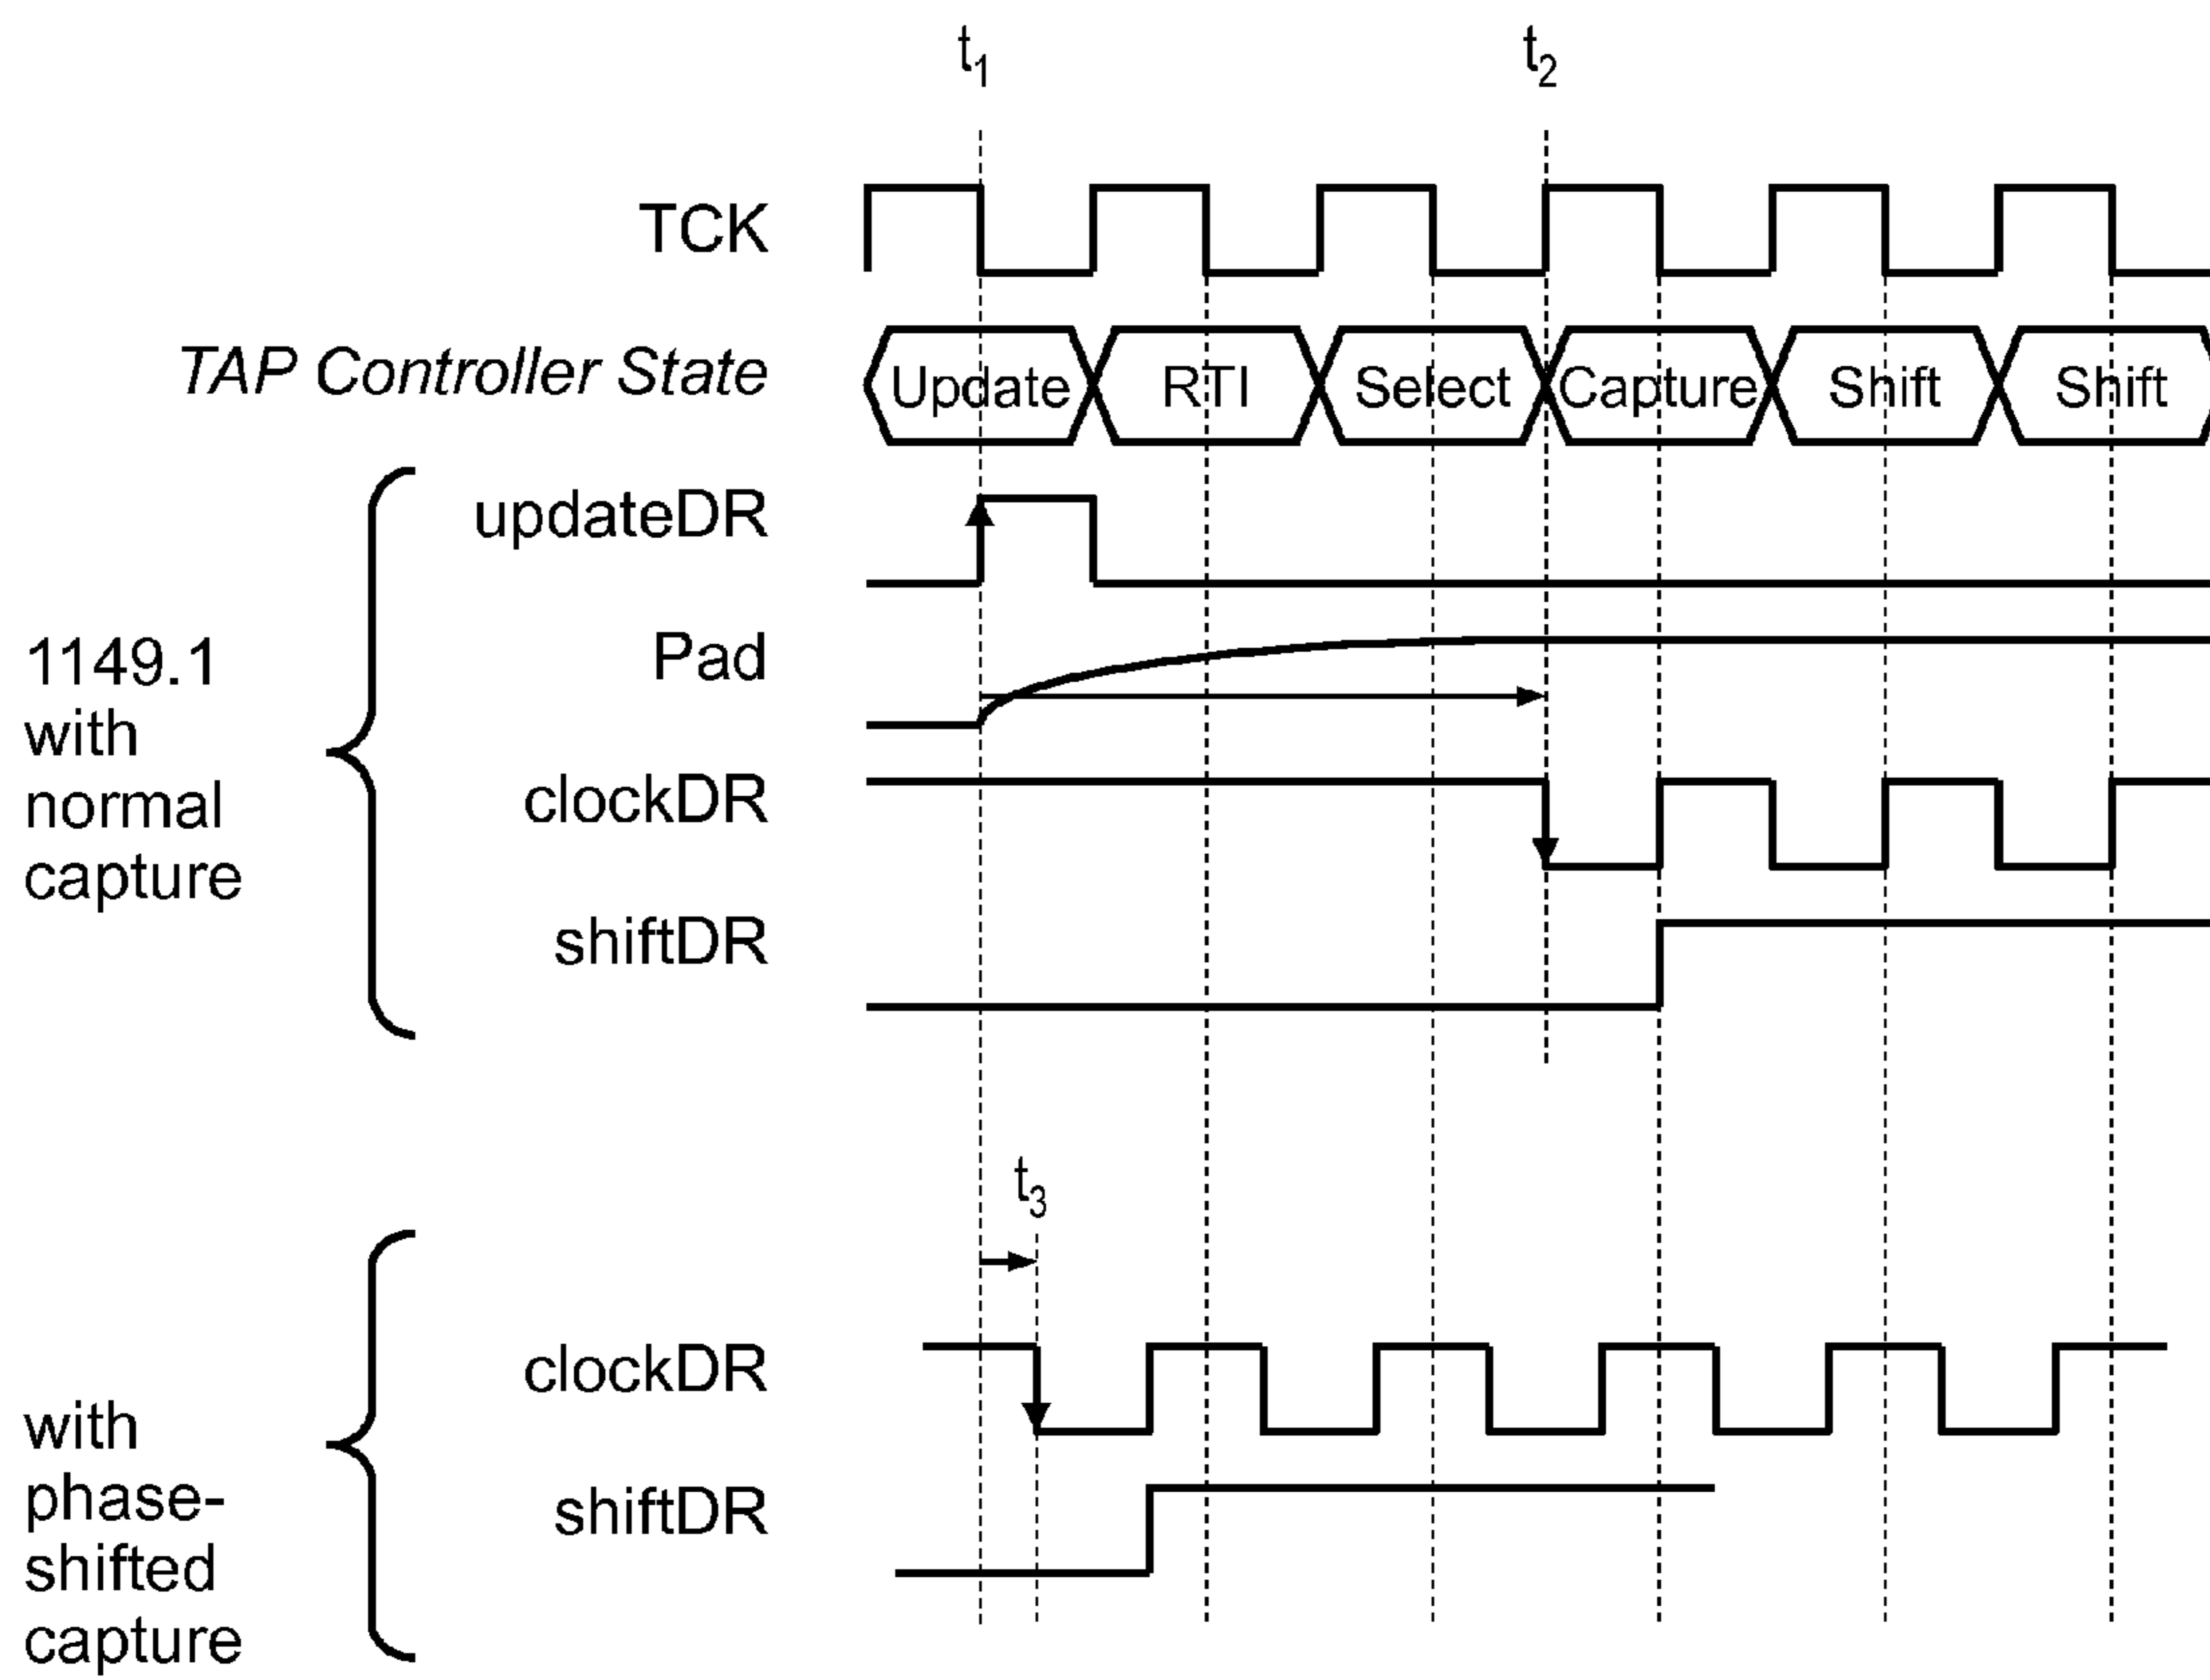 t1 t2
TCK
TAP Controller State
Update RTI Select Capture Shift Shift
updateDR
Pad
clockDR
shiftDR
1149.1
with
normal
capture
t3
clockDR
shiftDR
with
phase-
shifted
capture